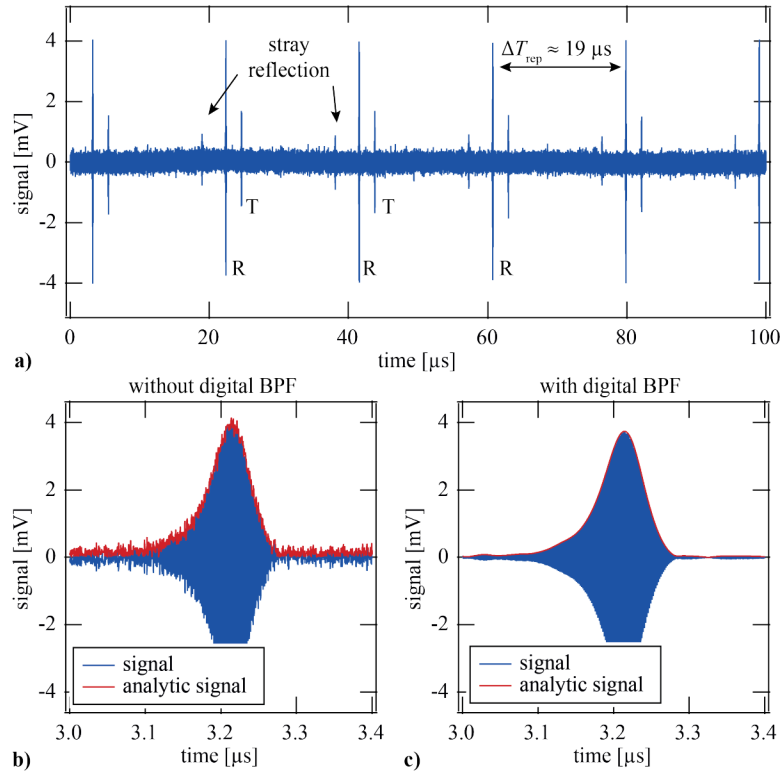 4
2
0
-2
-4
signal [mV]
stray
reflection
ΔTrep ≈ 19 µs
T
T
R
R
R
0
20
40
60
80
100
time [µs]
a)
without digital BPF
4
2
0
-2
-4
signal [mV]
signal
analytic signal
3.0
3.1
3.2
3.3
3.4
time [µs]
b)
with digital BPF
4
2
0
-2
-4
signal [mV]
signal
analytic signal
3.0
3.1
3.2
3.3
3.4
time [µs]
c)